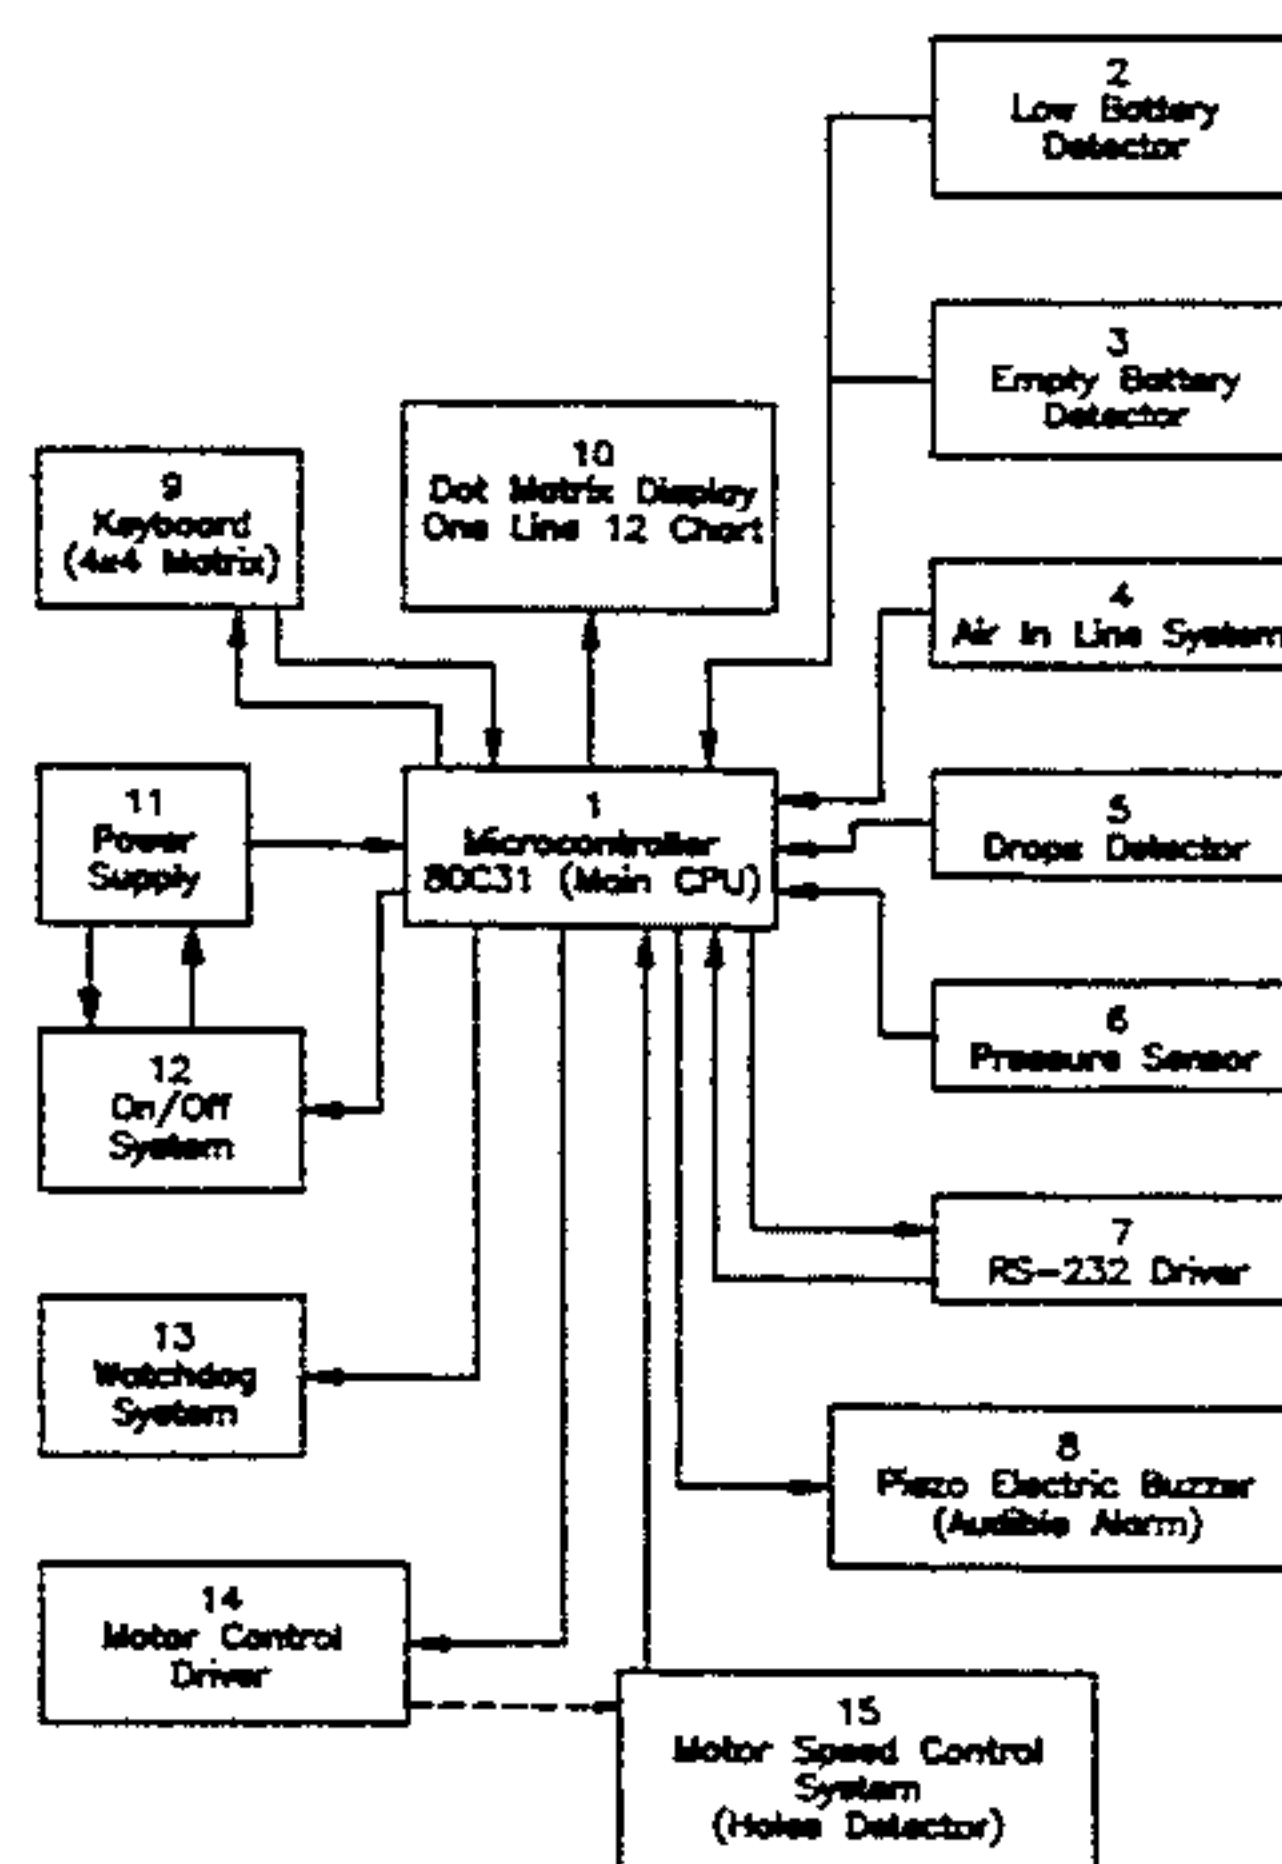 2
Low Battery
Detector
3
Empty Battery
Detector
10
Dot Matrix Display
One Line 12 Chart
9
Keyboard
(4x4 Matrix)
4
Air In Line System
11
Power
Supply
1
Microcontroller
80C31 (Main CPU)
5
Drops Detector
6
Pressure Sensor
12
On/Off
System
7
RS-232 Driver
13
Watchdog
System
8
Piezo Electric Buzzer
(Audible Alarm)
14
Motor Control
Driver
15
Motor Speed Control
System
(Holes Detector)